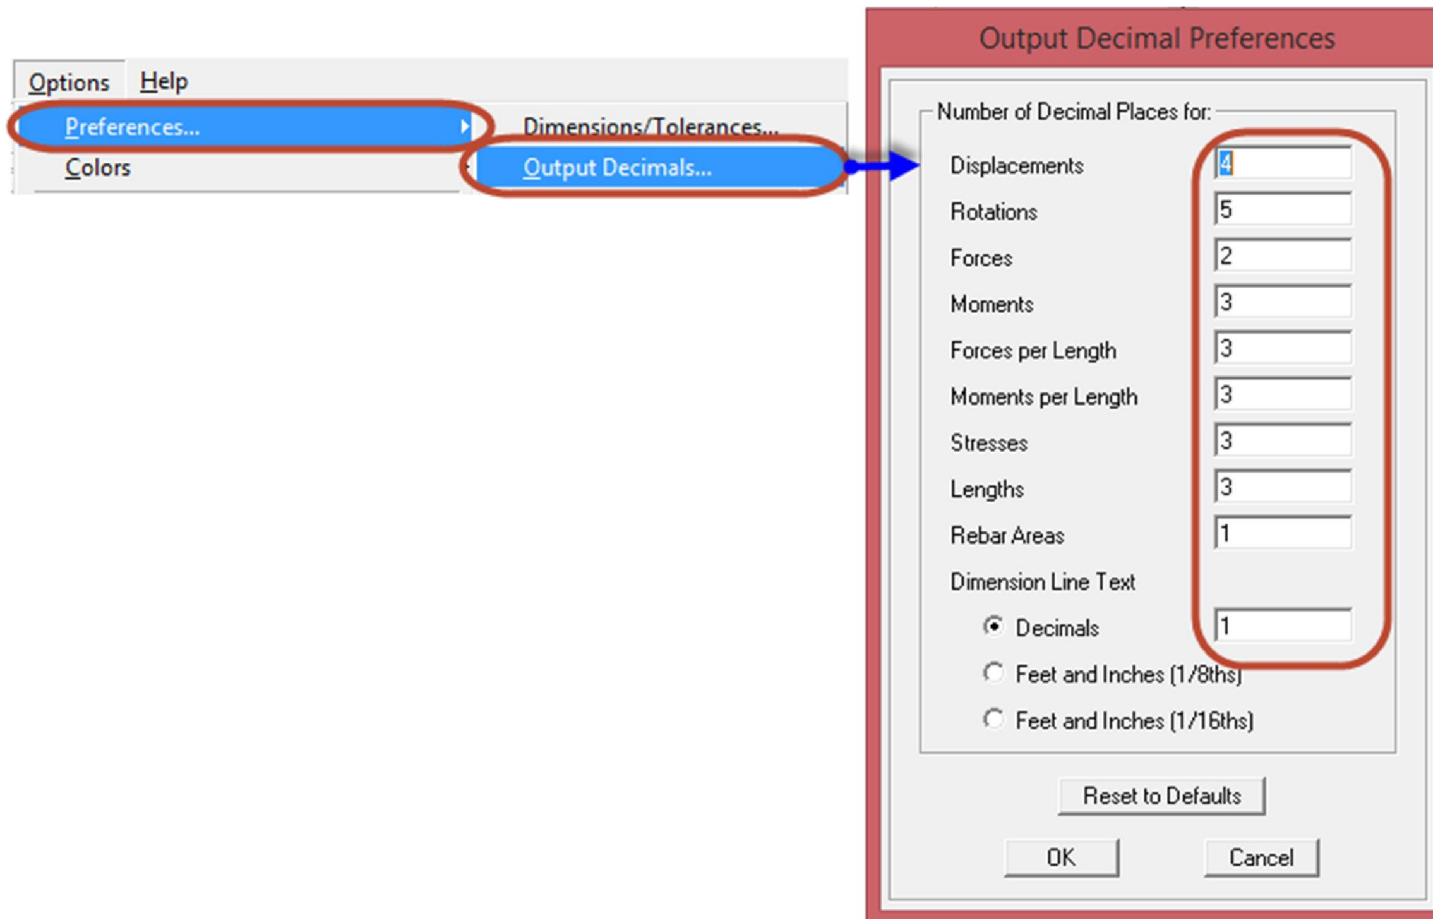 Options Help
Preferences...
Colors
Dimensions/Tolerances...
Output Decimals...
Output Decimal Preferences
Number of Decimal Places for:
Displacements 4
Rotations 5
Forces 2
Moments 3
Forces per Length 3
Moments per Length 3
Stresses 3
Lengths 3
Rebar Areas 1
Dimension Line Text
Decimals 1
Feet and Inches (1/8ths)
Feet and Inches (1/16ths)
Reset to Defaults
OK Cancel